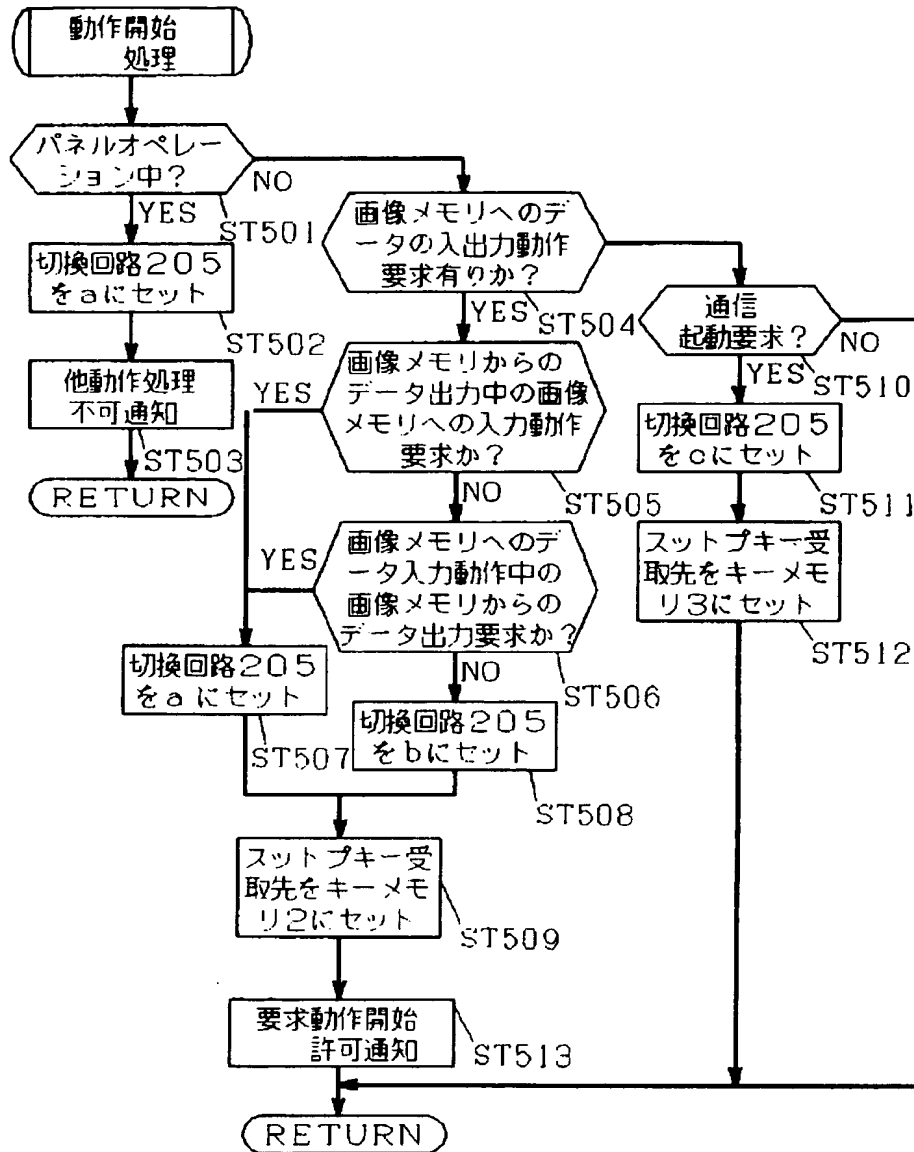 動作開始
処理
パネルオペレー
ション中?
NO
YES
ST501
切換回路205
をaにセット
ST502
他動作処理
不可通知
ST503
RETURN
画像メモリへのデ
ータの入出力動作
要求有りか?
YES
ST504
画像メモリからの
データ出力中の画像
メモリへの入力動作
要求か?
YES
NO
ST505
画像メモリへのデ
ータ入力動作中の
画像メモリからの
データ出力要求か?
YES
NO
ST506
切換回路205
をaにセット
ST507
切換回路205
をbにセット
ST508
スットプキー受
取先をキーメモ
リ2にセット
ST509
要求動作開始
許可通知
ST513
RETURN
通信
起動要求?
NO
YES
ST510
切換回路205
をcにセット
ST511
スットプキー受
取先をキーメモ
リ3にセット
ST512